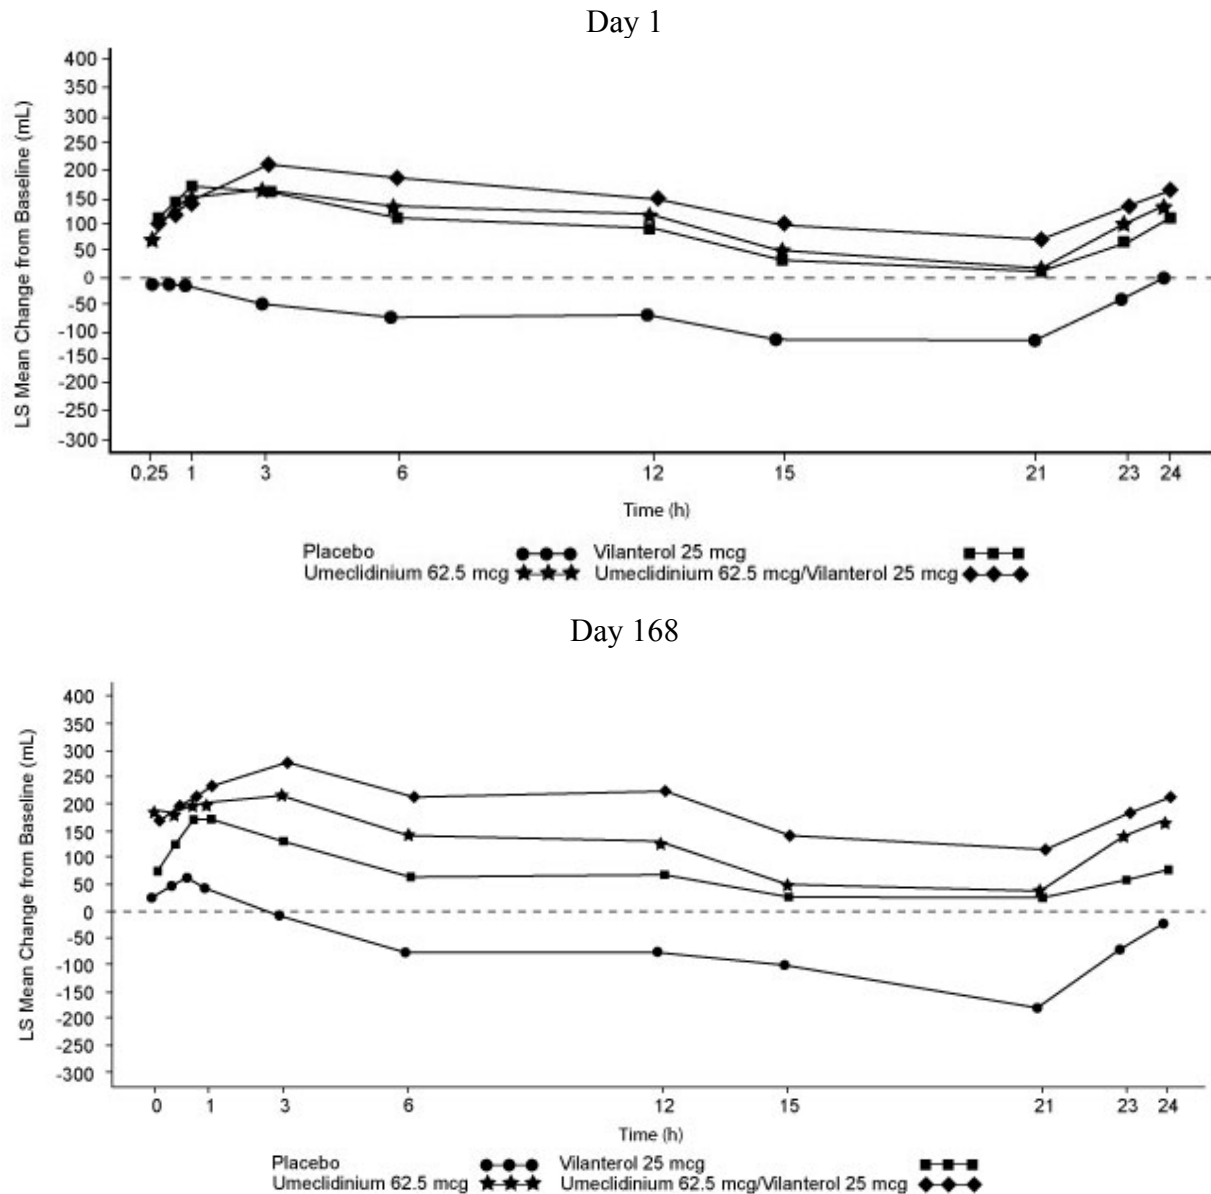 Day 1
LS Mean Change from Baseline (mL)
400
350
300
250
200
150
100
50
0
-50
-100
-150
-200
-250
-300
0.25 1 3 6 12 15 21 23 24
Time (h)
Placebo Vilanterol 25 mcg
Umeclidinium 62.5 mcg Umeclidinium 62.5 mcg/Vilanterol 25 mcg
Day 168
LS Mean Change from Baseline (mL)
400
350
300
250
200
150
100
50
0
-50
-100
-150
-200
-250
-300
0 1 3 6 12 15 21 23 24
Time (h)
Placebo Vilanterol 25 mcg
Umeclidinium 62.5 mcg Umeclidinium 62.5 mcg/Vilanterol 25 mcg